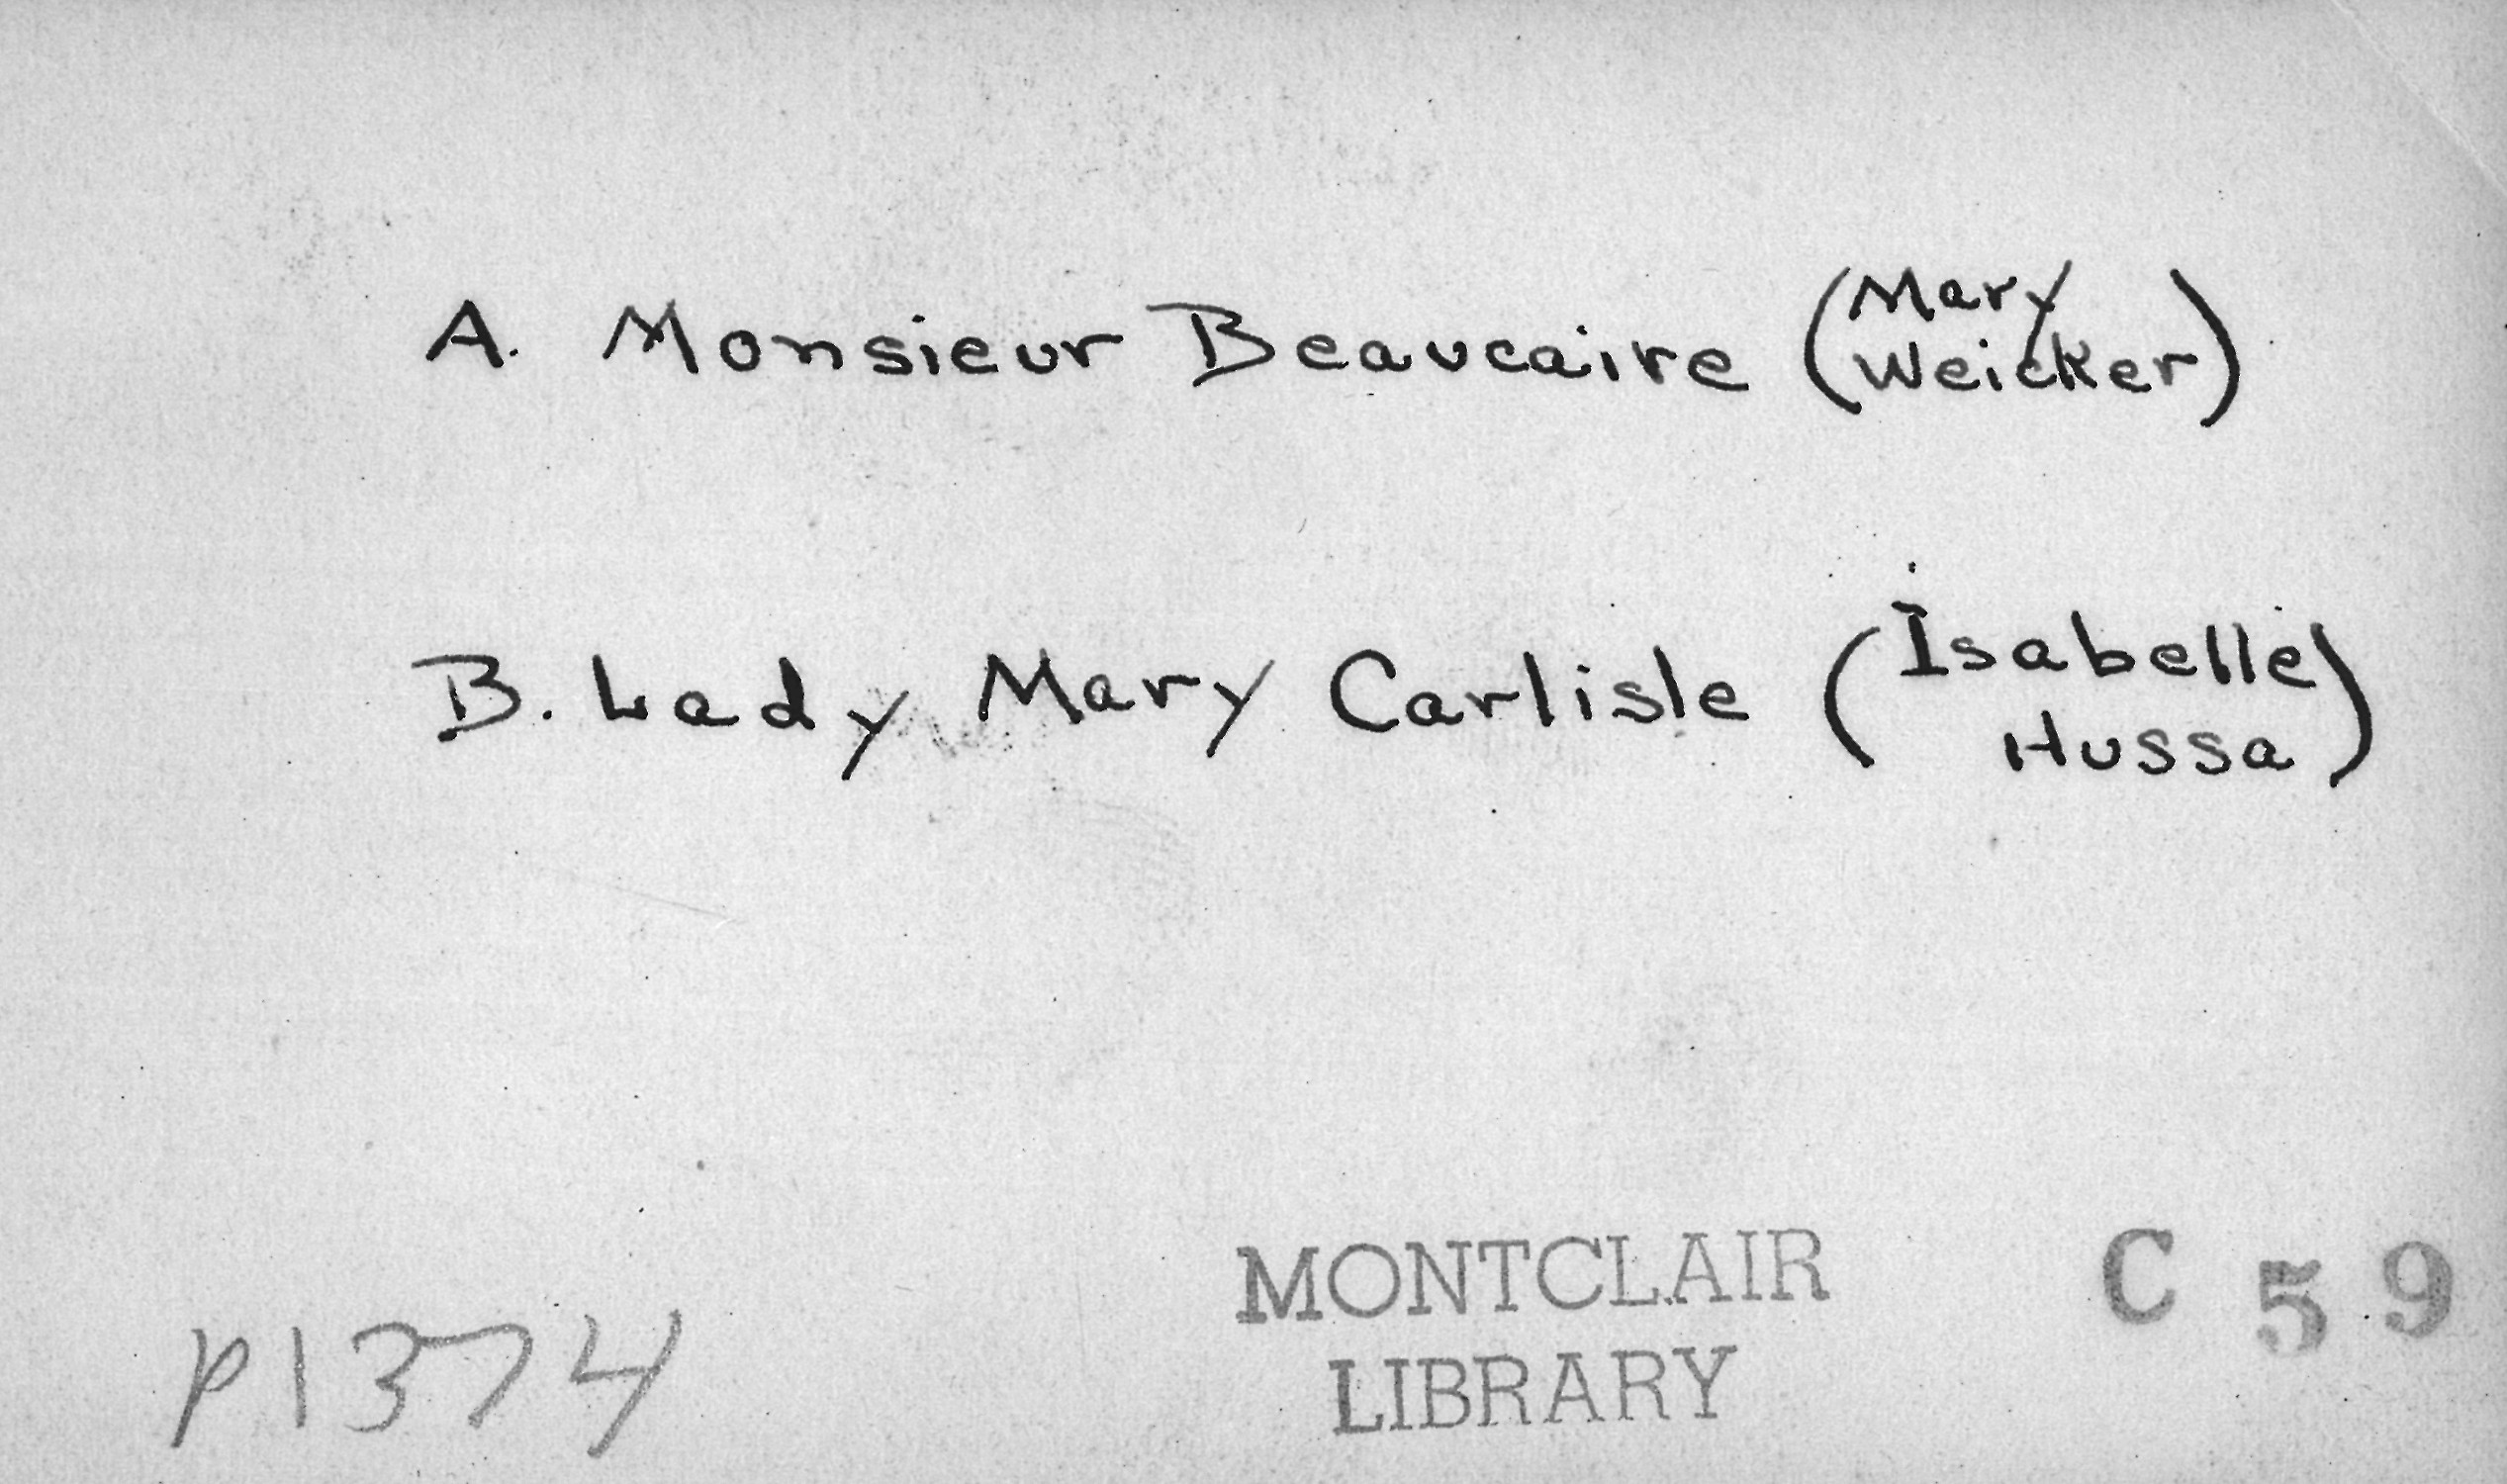 A. Monsieur Beaucaire (Mary Weicker)
B. Lady Mary Carlisle (Isabelle Hussa)
P1374
MONTCLAIR
LIBRARY
C 59